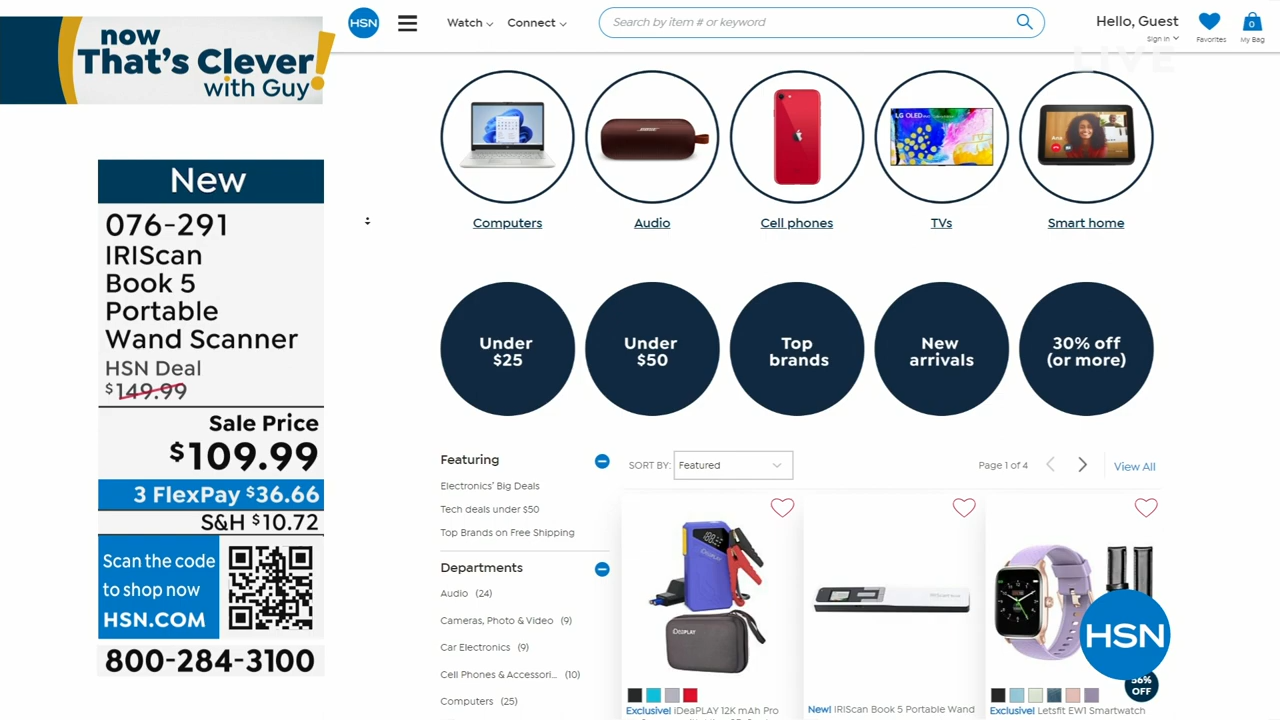 now
That's Clever!
with Guy
New
076-291
IRIScan
Book 5
Portable
Wand Scanner
HSN Deal
$149.99
Sale Price
$109.99
3 FlexPay $36.66
S&H $10.72
Scan the code
to shop now
HSN.COM
800-284-3100
HSN
Watch
Connect
Search by item # or keyword
Hello, Guest
Sign In
Favorites
0
My Bag
LIVE
BOSE
LG OLED
Computers
Audio
Cell phones
TVs
Smart home
Under
$25
Under
$50
Top
brands
New
arrivals
30% off
(or more)
Featuring
Electronics' Big Deals
Tech deals under $50
Top Brands on Free Shipping
Departments
Audio (24)
Cameras, Photo & Video (9)
Car Electronics (9)
Cell Phones & Accessori... (10)
Computers (25)
SORT BY: Featured
Page 1 of 4
View All
iDEAPLAY
iDEAPLAY
Exclusive! iDeaPLAY 12K mAh Pro
New! IRIScan Book 5 Portable Wand
HSN
56%
OFF
Exclusive! Letsfit EW1 Smartwatch